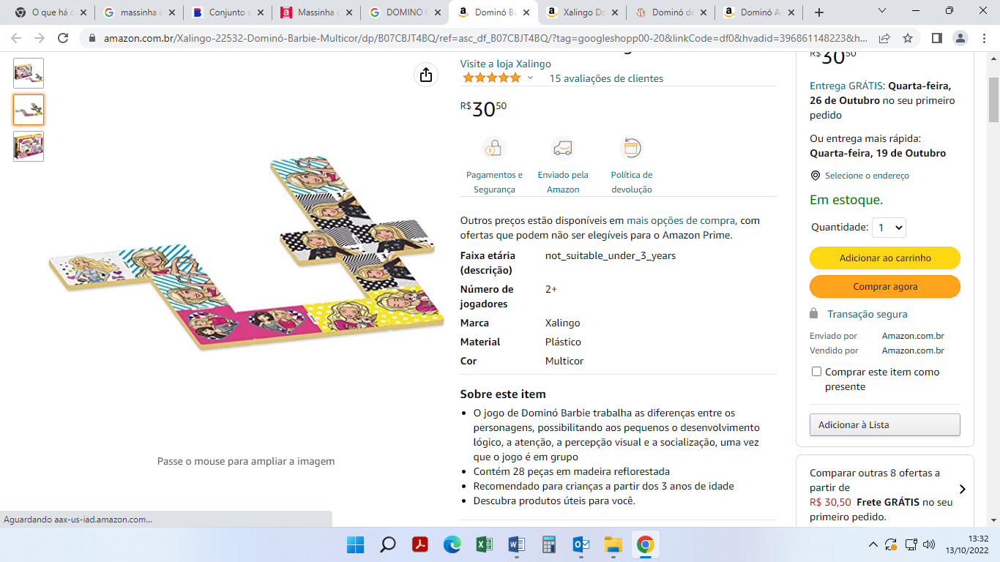 O que há d
massinha d
Conjunto d
Massinha d
DOMINO C
Dominó Ba
Xalingo Do
Dominó de
Dominó A
amazon.com.br/Xalingo-22532-Dominó-Barbie-Multicor/dp/B07CBJT4BQ/ref=asc_df_B07CBJT4BQ/?tag=googleshopp00-20&linkCode=df0&hvadid=396861148223&h...
Visite a loja Xalingo
15 avaliações de clientes
R$3050
Pagamentos e Segurança
Enviado pela Amazon
Política de devolução
Outros preços estão disponíveis em mais opções de compra, com
ofertas que podem não ser elegíveis para o Amazon Prime.
Faixa etária (descrição) not_suitable_under_3_years
Número de jogadores 2+
Marca Xalingo
Material Plástico
Cor Multicor
Sobre este item
O jogo de Dominó Barbie trabalha as diferenças entre os
personagens, possibilitando aos pequenos o desenvolvimento
lógico, a atenção, a percepção visual e a socialização, uma vez
que o jogo é em grupo
Contém 28 peças em madeira reflorestada
Recomendado para crianças a partir dos 3 anos de idade
Descubra produtos úteis para você.
Passe o mouse para ampliar a imagem
R$3050
Entrega GRÁTIS: Quarta-feira,
26 de Outubro no seu primeiro
pedido
Ou entrega mais rápida:
Quarta-feira, 19 de Outubro
Selecione o endereço
Em estoque.
Quantidade: 1
Adicionar ao carrinho
Comprar agora
Transação segura
Enviado por Amazon.com.br
Vendido por Amazon.com.br
Comprar este item como
presente
Adicionar à Lista
Comparar outras 8 ofertas a
partir de
R$ 30,50 Frete GRÁTIS no seu
primeiro pedido.
Aguardando aax-us-iad.amazon.com...
13:32
13/10/2022